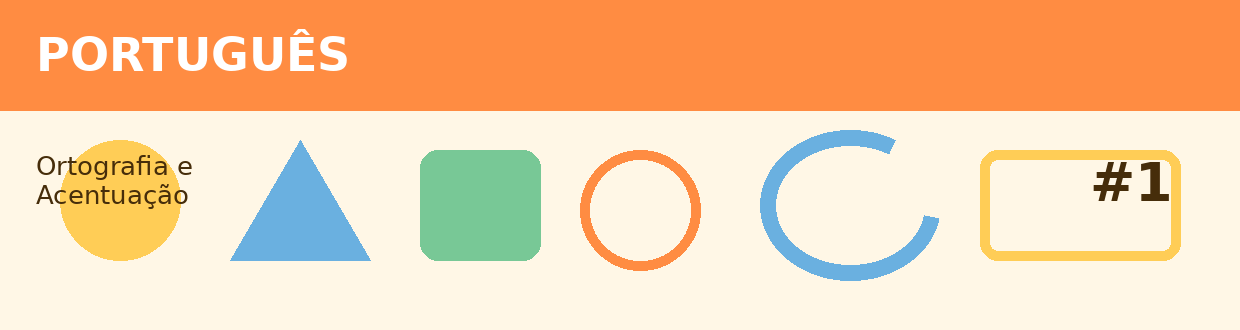 PORTUGUÊS
Ortografia e
Acentuação
#1